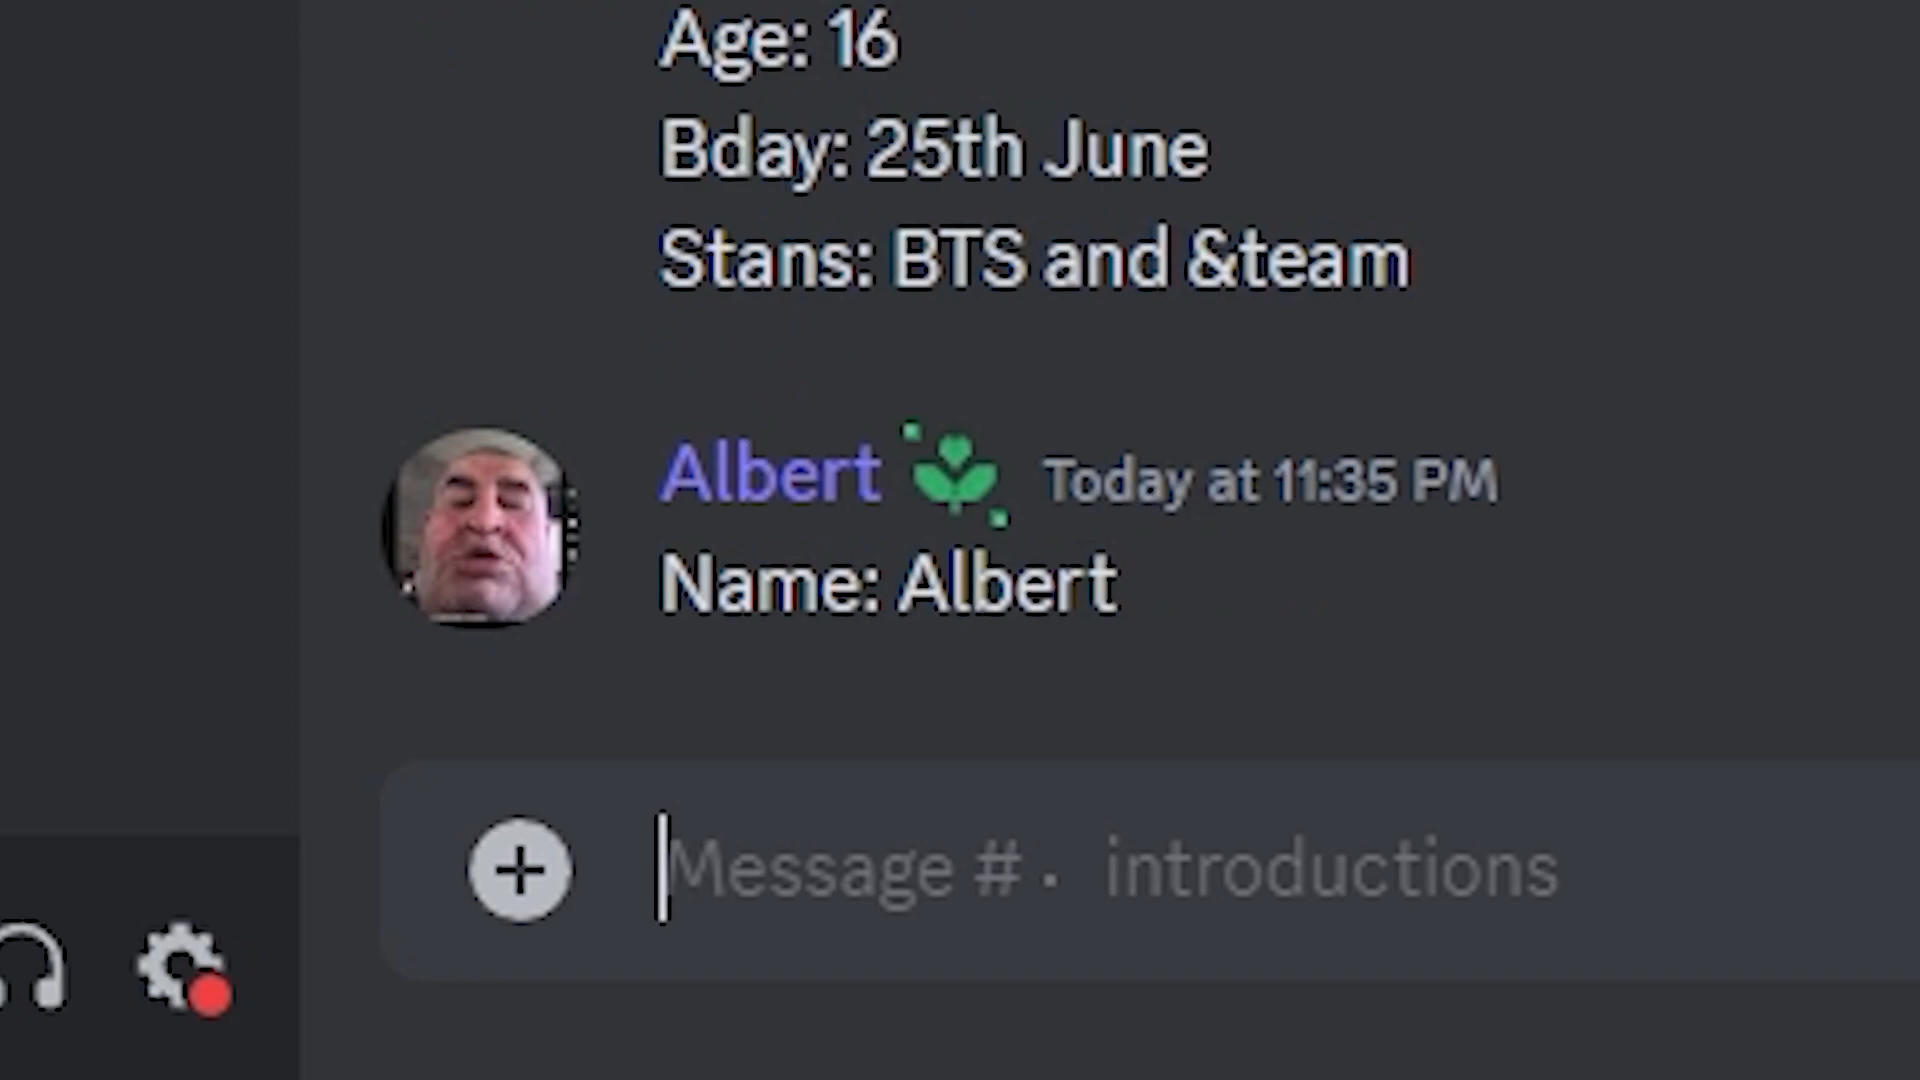 Age: 16
Bday: 25th June
Stans: BTS and &team
Albert Today at 11:35 PM
Name: Albert
Message # · introductions